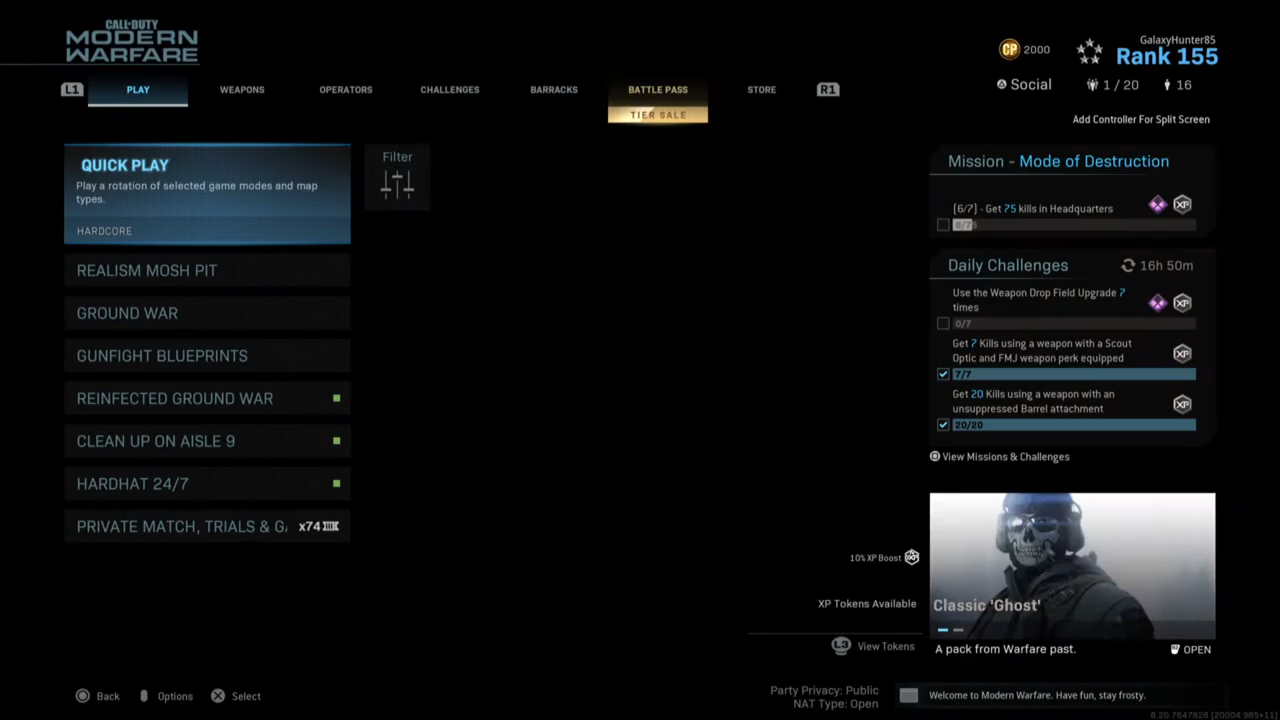 CALL OF DUTY
MODERN
WARFARE
CP 2000
GalaxyHunter85
Rank 155
Social
1 / 20
16
Add Controller For Split Screen
L1
PLAY
WEAPONS
OPERATORS
CHALLENGES
BARRACKS
BATTLE PASS
TIER SALE
STORE
R1
QUICK PLAY
Play a rotation of selected game modes and map
types.
HARDCORE
Filter
REALISM MOSH PIT
GROUND WAR
GUNFIGHT BLUEPRINTS
REINFECTED GROUND WAR
CLEAN UP ON AISLE 9
HARDHAT 24/7
PRIVATE MATCH, TRIALS & G
x74
Mission - Mode of Destruction
[6/7] - Get 75 kills in Headquarters
XP
Daily Challenges
16h 50m
Use the Weapon Drop Field Upgrade 7
times
XP
0/7
Get 7 Kills using a weapon with a Scout
Optic and FMJ weapon perk equipped
XP
7/7
Get 20 Kills using a weapon with an
unsuppressed Barrel attachment
XP
20/20
View Missions & Challenges
10% XP Boost
XP Tokens Available
L3
View Tokens
Classic 'Ghost'
A pack from Warfare past.
OPEN
Back
Options
Select
Party Privacy: Public
NAT Type: Open
Welcome to Modern Warfare. Have fun, stay frosty.